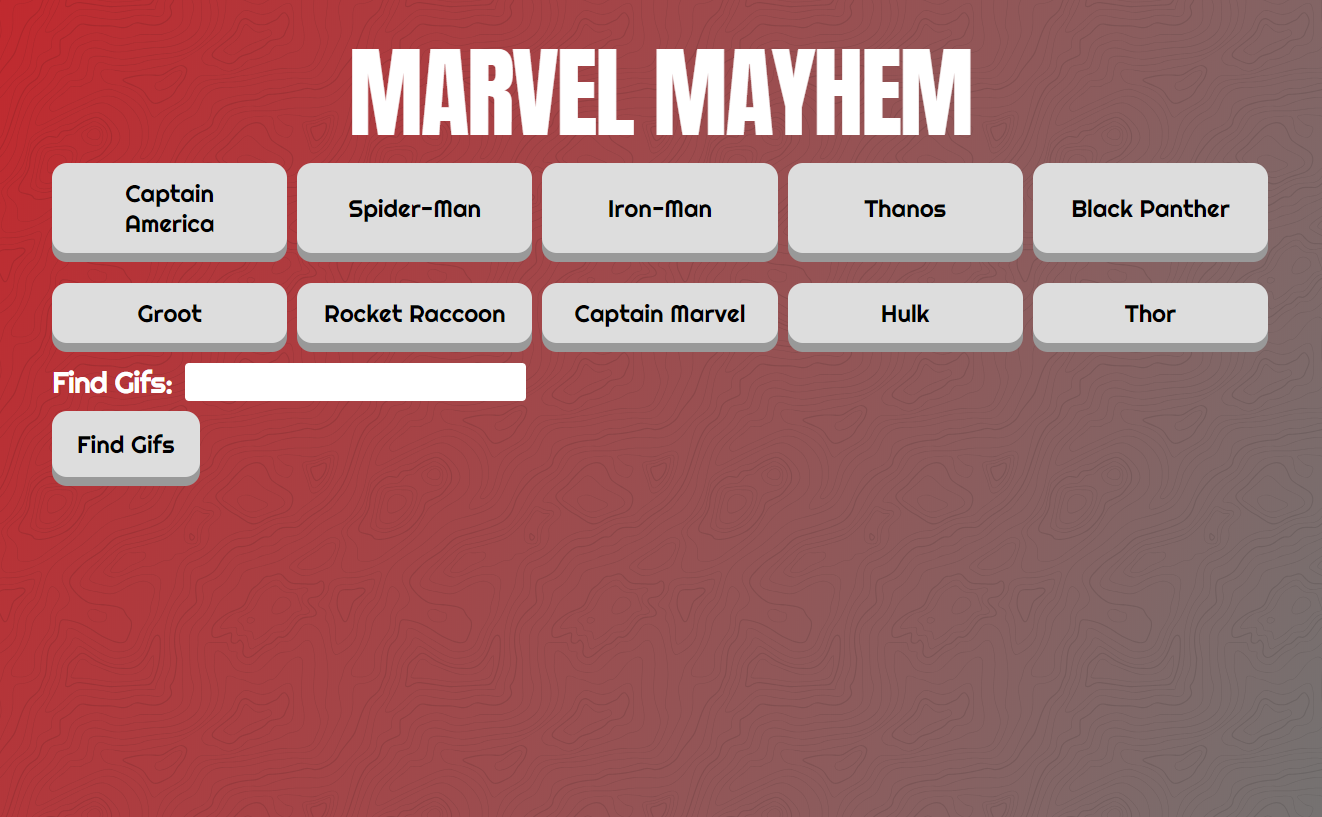 MARVEL MAYHEM
Captain
America
Spider-Man
Iron-Man
Thanos
Black Panther
Groot
Rocket Raccoon
Captain Marvel
Hulk
Thor
Find Gifs:
Find Gifs